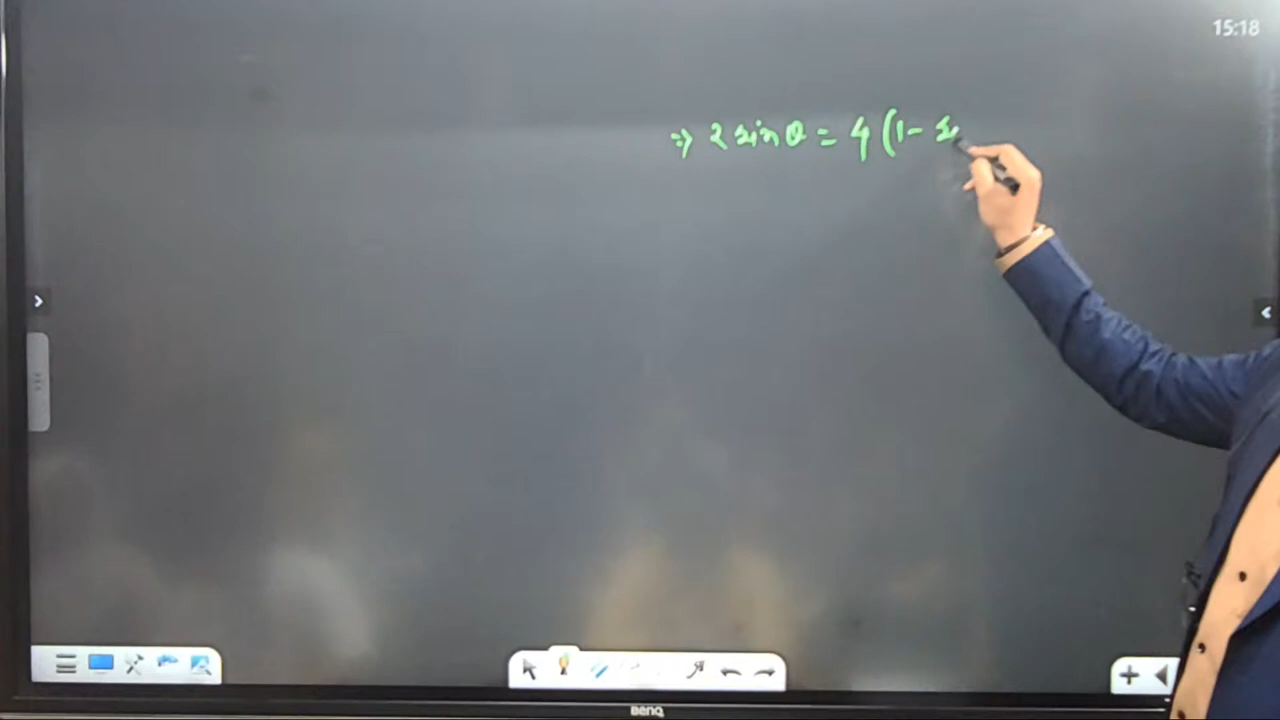 15:18
⇒ 2 sin θ = 4 (1 - s
BenQ